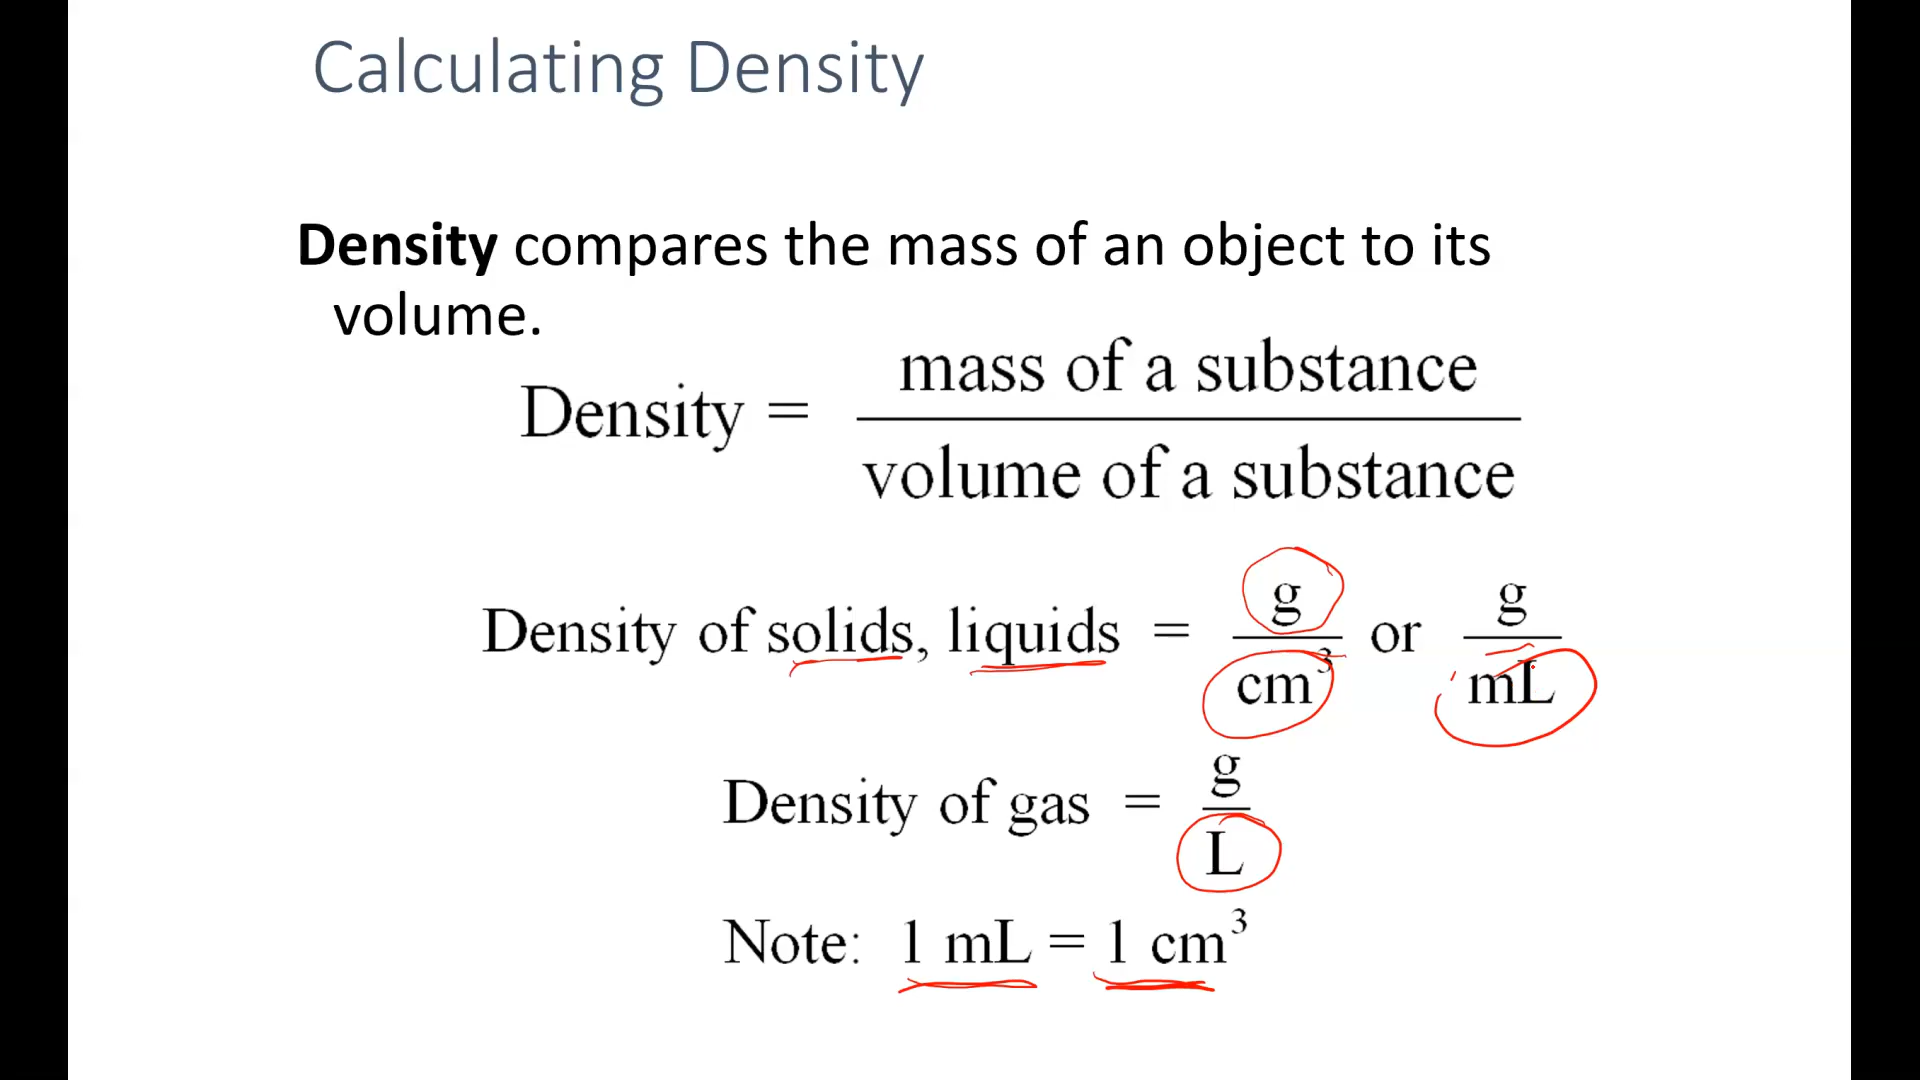 Calculating Density
Density compares the mass of an object to its
volume.
Density = mass of a substance / volume of a substance
Density of solids, liquids = g/cm³ or g/mL
Density of gas = g/L
Note: 1 mL = 1 cm³